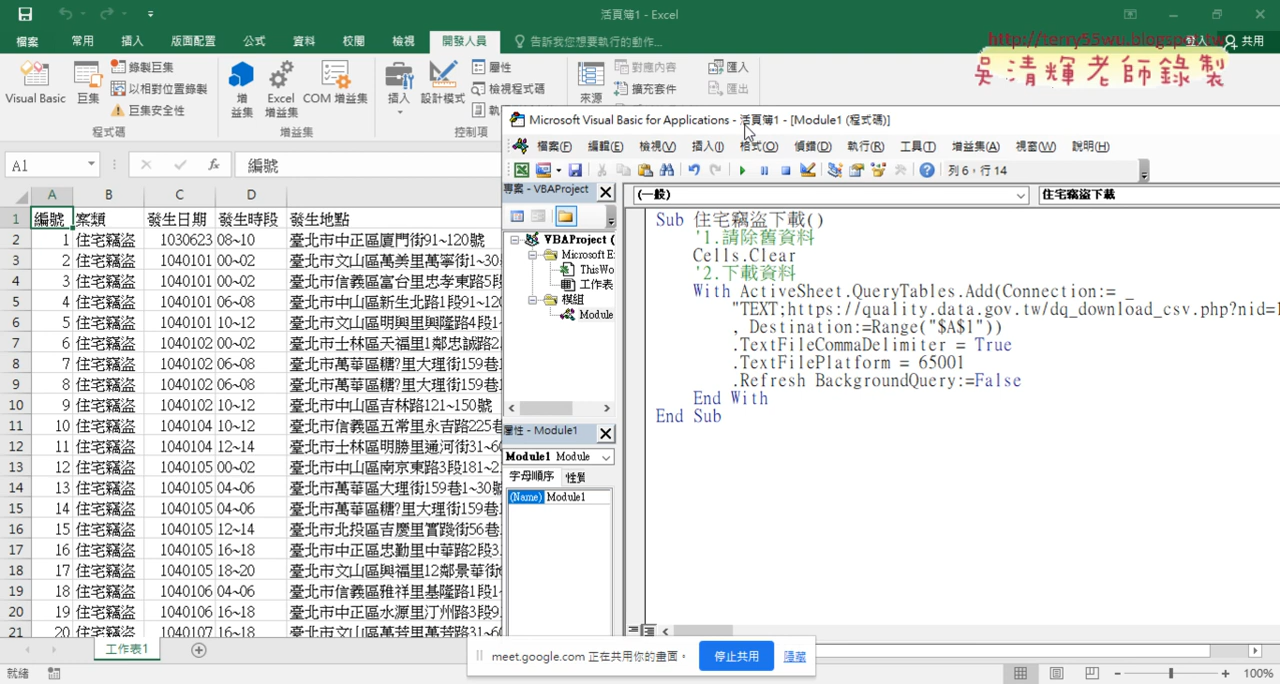 活頁簿1 - Excel
檔案 常用 插入 版面配置 公式 資料 校閱 檢視 開發人員 告訴我您想要執行的動作... 登入 共用
http://terry55wu.blogspot.tw
吳清輝老師錄製
Visual Basic 巨集 錄製巨集 以相對位置錄製 巨集安全性
程式碼
增益集 Excel 增益集 COM 增益集
增益集
插入 設計模式 屬性 檢視程式碼
控制項
來源 對應內容 擴充套件 匯入 匯出
A1 fx 編號
A B C D
1 編號 案類 發生日期 發生時段 發生地點
2 1 住宅竊盜 1030623 08~10 臺北市中正區廈門街91~120號
3 2 住宅竊盜 1040101 00~02 臺北市文山區萬美里萬寧街1~30
4 3 住宅竊盜 1040101 00~02 臺北市信義區富台里忠孝東路5段
5 4 住宅竊盜 1040101 06~08 臺北市中山區新生北路1段91~12
6 5 住宅竊盜 1040101 10~12 臺北市文山區明興里興隆路4段1~
7 6 住宅竊盜 1040102 00~02 臺北市士林區天福里1鄰忠誠路2
8 7 住宅竊盜 1040102 06~08 臺北市萬華區糖?里大理街159巷
9 8 住宅竊盜 1040102 06~08 臺北市萬華區糖?里大理街159巷
10 9 住宅竊盜 1040102 10~12 臺北市中山區吉林路121~150號
11 10 住宅竊盜 1040104 10~12 臺北市信義區五常里永吉路225巷
12 11 住宅竊盜 1040104 12~14 臺北市士林區明勝里通河街31~6
13 12 住宅竊盜 1040105 00~02 臺北市中山區南京東路3段181~2
14 13 住宅竊盜 1040105 04~06 臺北市萬華區大理街159巷1~30號
15 14 住宅竊盜 1040105 04~06 臺北市萬華區糖?里大理街159巷
16 15 住宅竊盜 1040105 12~14 臺北市北投區吉慶里實踐街56巷
17 16 住宅竊盜 1040105 16~18 臺北市中正區忠勤里中華路2段3
18 17 住宅竊盜 1040105 18~20 臺北市文山區興福里12鄰景華街
19 18 住宅竊盜 1040106 04~06 臺北市信義區雅祥里基隆路1段1
20 19 住宅竊盜 1040106 16~18 臺北市中正區水源里汀州路3段9
21 20 住宅竊盜 1040107 16~18 臺北市文山區萬芳里萬芳路31~6
工作表1
就緒
100%
Microsoft Visual Basic for Applications - 活頁簿1 - [Module1 (程式碼)]
檔案(F) 編輯(E) 檢視(V) 插入(I) 格式(O) 偵錯(D) 執行(R) 工具(T) 增益集(A) 視窗(W) 說明(H)
列 6，行 14
專案 - VBAProject
VBAProject (
Microsoft E
ThisWo
工作表
模組
Module
屬性 - Module1
Module1 Module
字母順序 性質
(Name) Module1
(一般) 住宅竊盜下載
Sub 住宅竊盜下載()
'1.請除舊資料
Cells.Clear
'2.下載資料
With ActiveSheet.QueryTables.Add(Connection:= _
"TEXT;https://quality.data.gov.tw/dq_download_csv.php?nid=1
, Destination:=Range("$A$1"))
.TextFileCommaDelimiter = True
.TextFilePlatform = 65001
.Refresh BackgroundQuery:=False
End With
End Sub
meet.google.com 正在共用你的畫面。 停止共用 隱藏